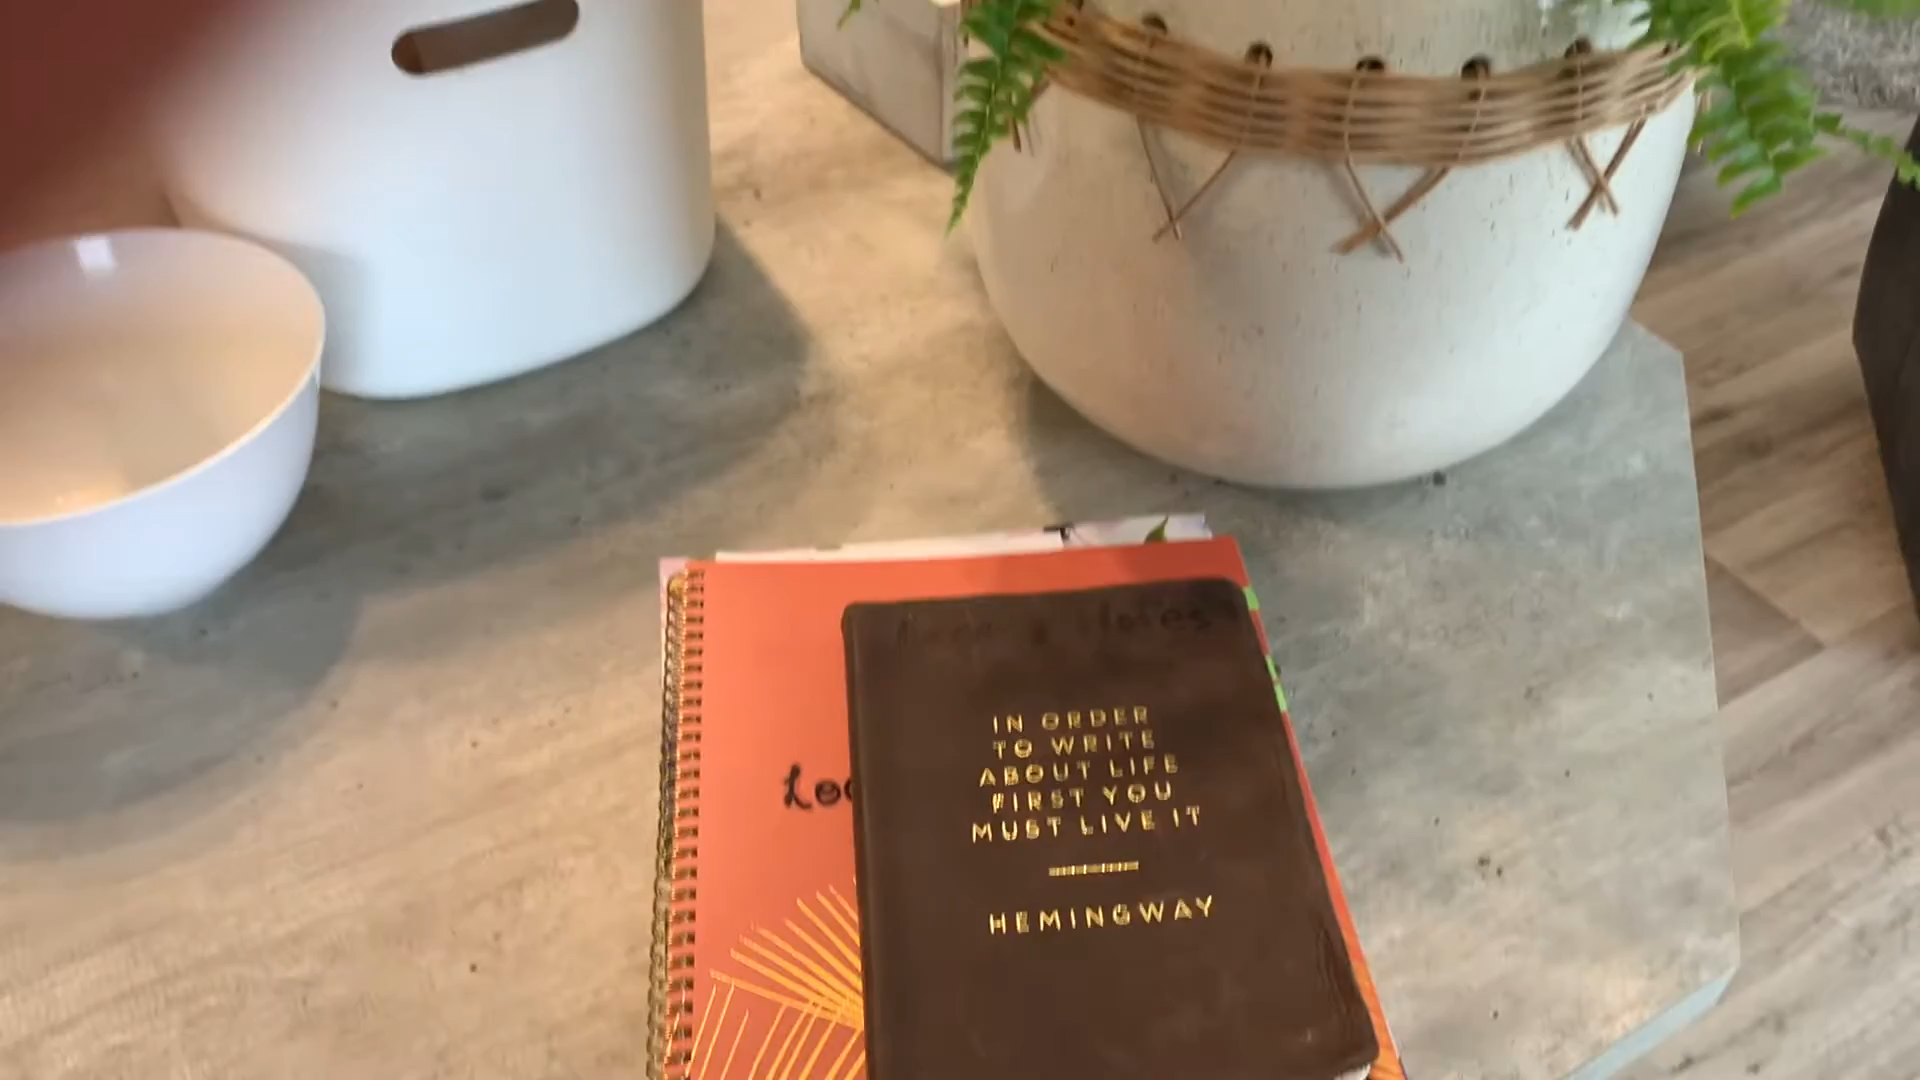 IN ORDER
TO WRITE
ABOUT LIFE
FIRST YOU
MUST LIVE IT
HEMINGWAY